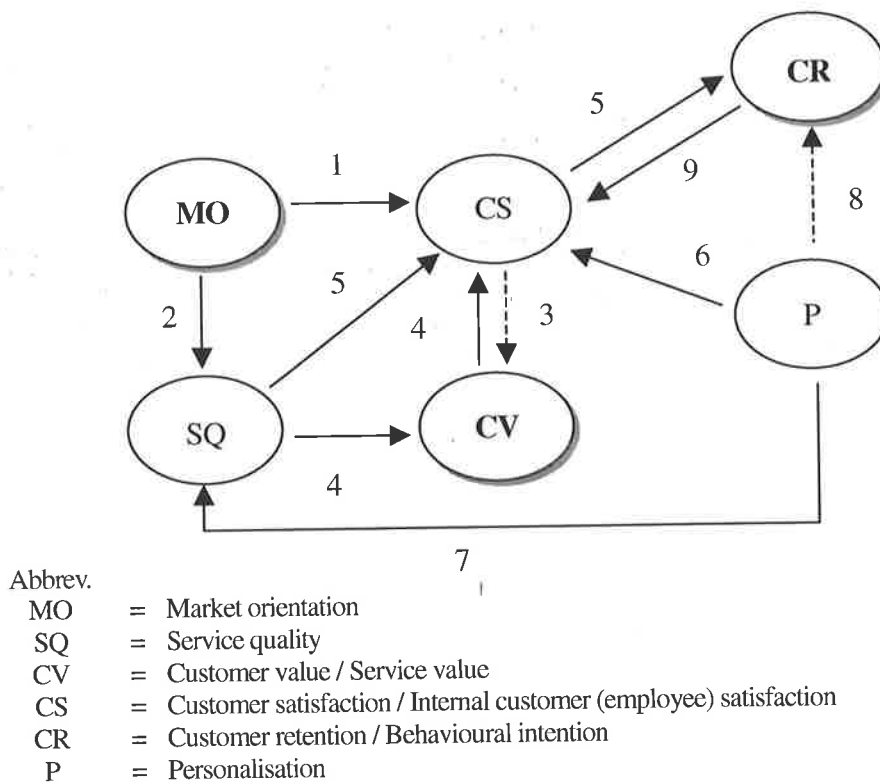 CR
5
1
9
MO
CS
8
6
2
5
4
3
P
SQ
CV
4
7
Abbrev.
MO = Market orientation
SQ = Service quality
CV = Customer value / Service value
CS = Customer satisfaction / Internal customer (employee) satisfaction
CR = Customer retention / Behavioural intention
P = Personalisation